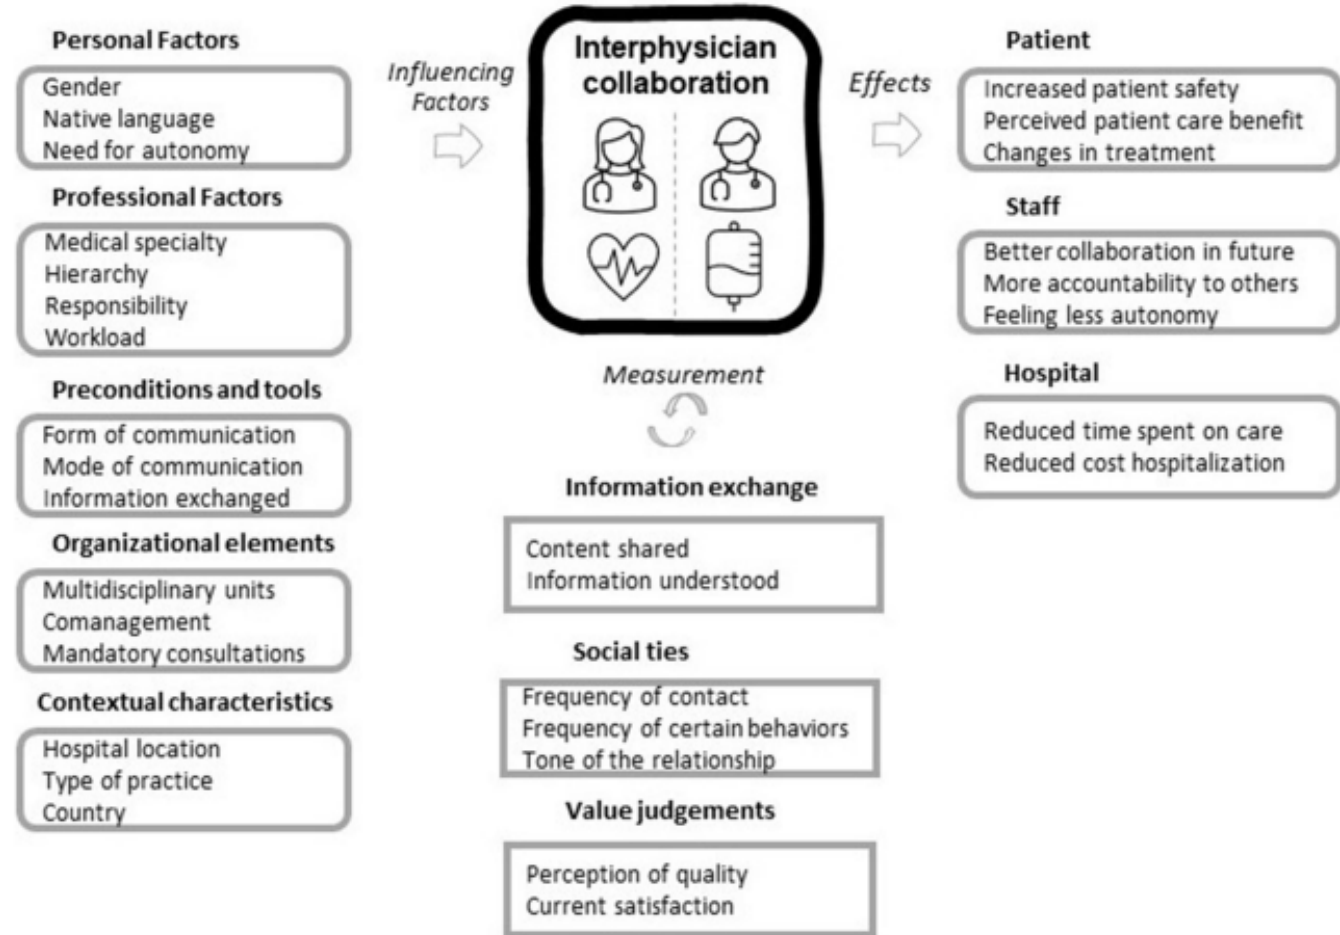 Personal Factors
Gender
Native language
Need for autonomy
Professional Factors
Medical specialty
Hierarchy
Responsibility
Workload
Preconditions and tools
Form of communication
Mode of communication
Information exchanged
Organizational elements
Multidisciplinary units
Comanagement
Mandatory consultations
Contextual characteristics
Hospital location
Type of practice
Country
Influencing
Factors
Interphysician
collaboration
Measurement
Information exchange
Content shared
Information understood
Social ties
Frequency of contact
Frequency of certain behaviors
Tone of the relationship
Value judgements
Perception of quality
Current satisfaction
Effects
Patient
Increased patient safety
Perceived patient care benefit
Changes in treatment
Staff
Better collaboration in future
More accountability to others
Feeling less autonomy
Hospital
Reduced time spent on care
Reduced cost hospitalization